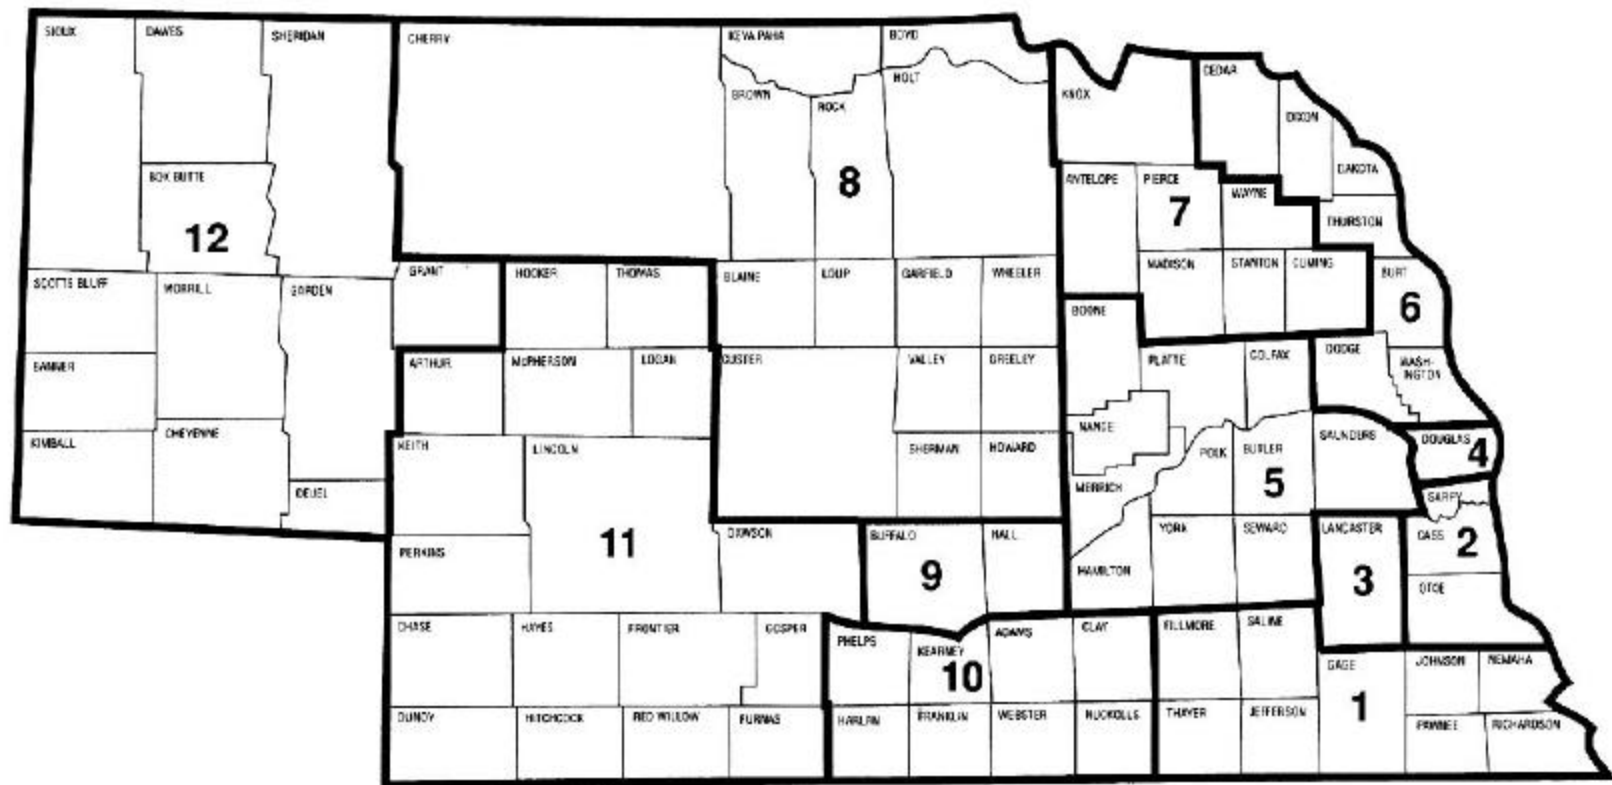 SIOUX
DAWES
SHERIDAN
CHERRY
KEYA PAHA
BOYD
HOLT
BROWN
ROCK
KNOX
CEDAR
DIXON
DAKOTA
BOX BUTTE
12
8
ANTELOPE
PIERCE
7
WAYNE
THURSTON
SCOTTS BLUFF
MORRILL
GARDEN
GRANT
HOOKER
THOMAS
BLAINE
LOUP
GARFIELD
WHEELER
MADISON
STANTON
CUMING
BURT
6
BANNER
ARTHUR
McPHERSON
LOGAN
CUSTER
VALLEY
GREELEY
BOONE
PLATTE
COLFAX
DODGE
WASH-
INGTON
KIMBALL
CHEYENNE
DEUEL
KEITH
LINCOLN
SHERMAN
HOWARD
NANCE
MERRICK
POLK
BUTLER
5
SAUNDERS
DOUGLAS
4
SARPY
PERKINS
11
DAWSON
BUFFALO
9
HALL
HAMILTON
YORK
SEWARD
LANCASTER
3
CASS
2
OTOE
CHASE
HAYES
FRONTIER
GOSPER
PHELPS
KEARNEY
10
ADAMS
CLAY
FILLMORE
SALINE
GAGE
1
JOHNSON
NEMAHA
DUNDY
HITCHCOCK
RED WILLOW
FURNAS
HARLAN
FRANKLIN
WEBSTER
NUCKOLLS
THAYER
JEFFERSON
PAWNEE
RICHARDSON